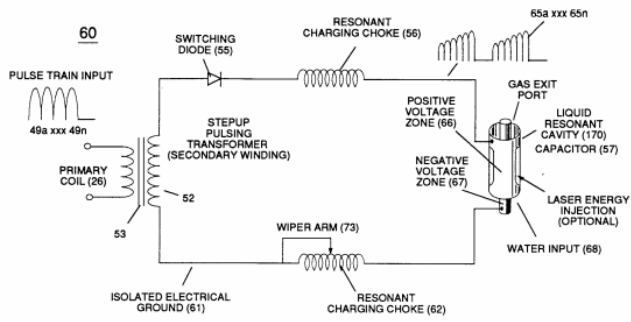 60
SWITCHING
DIODE (55)
RESONANT
CHARGING CHOKE (56)
65a xxx 65n
PULSE TRAIN INPUT
49a xxx 49n
STEPUP
PULSING
TRANSFORMER
(SECONDARY WINDING)
POSITIVE
VOLTAGE
ZONE (66)
GAS EXIT
PORT
LIQUID
RESONANT
CAVITY (170)
CAPACITOR (57)
PRIMARY
COIL (26)
NEGATIVE
VOLTAGE
ZONE (67)
LASER ENERGY
INJECTION
(OPTIONAL)
52
53
WIPER ARM (73)
WATER INPUT (68)
ISOLATED ELECTRICAL
GROUND (61)
RESONANT
CHARGING CHOKE (62)